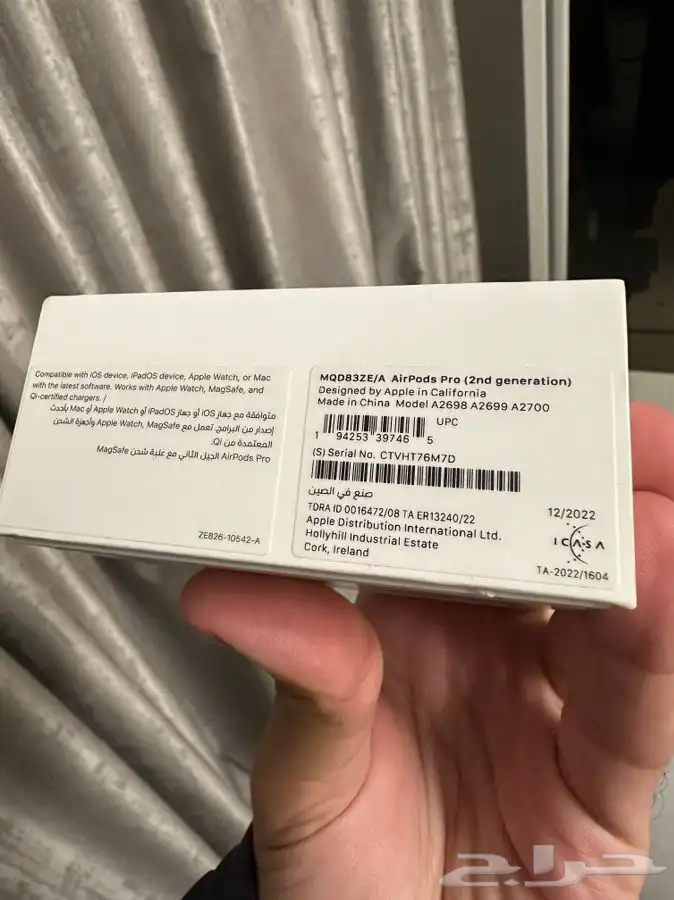 Compatible with iOS device, iPadOS device, Apple Watch, or Mac
with the latest software. Works with Apple Watch, MagSafe, and
Qi-certified chargers. /
متوافقة مع جهاز iOS أو جهاز iPadOS أو Apple Watch أو Mac بأحدث
إصدار من البرامج. تعمل مع Apple Watch, MagSafe وأجهزة الشحن
المعتمدة من Qi.
AirPods Pro الجيل الثاني مع علبة شحن MagSafe
ZE826-10542-A
MQD83ZE/A AirPods Pro (2nd generation)
Designed by Apple in California
Made in China Model A2698 A2699 A2700
UPC
1 94253 39746 5
(S) Serial No. CTVHT76M7D
صنع في الصين
TDRA ID 0016472/08 TA ER13240/22
Apple Distribution International Ltd.
Hollyhill Industrial Estate
Cork, Ireland
12/2022
ICASA
TA-2022/1604
حراج